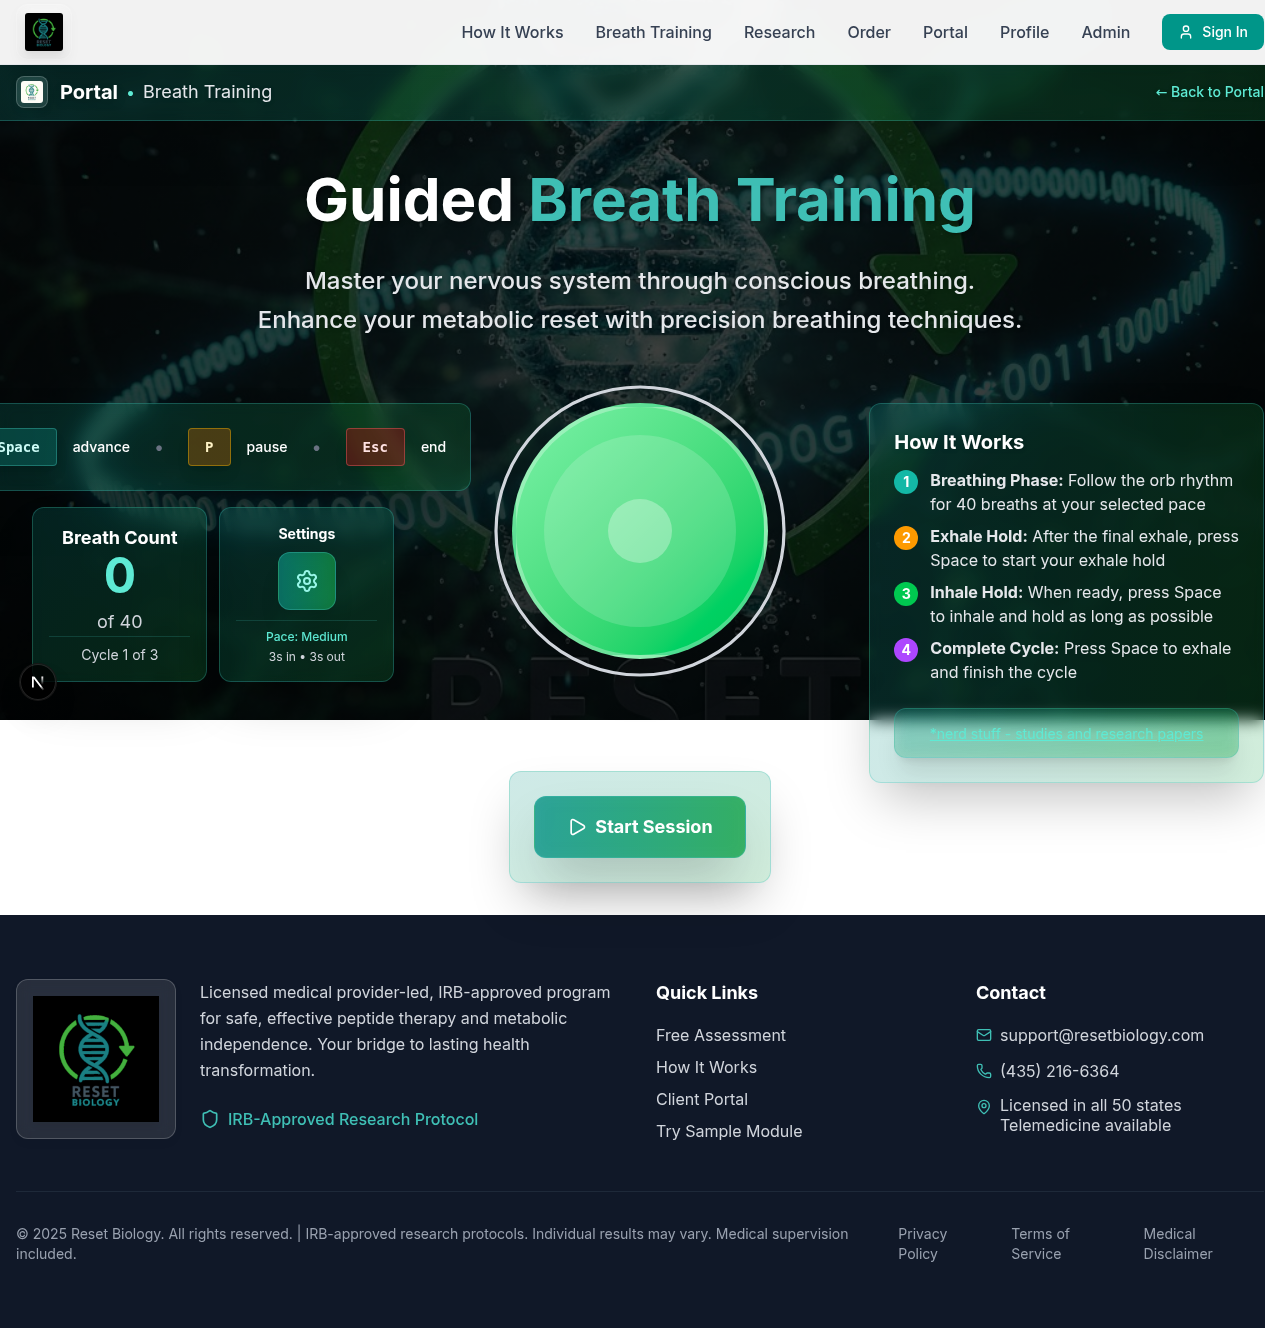 How It Works
Breath Training
Research
Order
Portal
Profile
Admin
Sign In
Portal • Breath Training
← Back to Portal
Guided Breath Training
Master your nervous system through conscious breathing.
Enhance your metabolic reset with precision breathing techniques.
Space advance • P pause • Esc end
Breath Count
0
of 40
Cycle 1 of 3
Settings
Pace: Medium
3s in • 3s out
How It Works
1 Breathing Phase: Follow the orb rhythm
for 40 breaths at your selected pace
2 Exhale Hold: After the final exhale, press
Space to start your exhale hold
3 Inhale Hold: When ready, press Space
to inhale and hold as long as possible
4 Complete Cycle: Press Space to exhale
and finish the cycle
*nerd stuff - studies and research papers
RESET
N
Start Session
RESET
BIOLOGY
Licensed medical provider-led, IRB-approved program
for safe, effective peptide therapy and metabolic
independence. Your bridge to lasting health
transformation.
IRB-Approved Research Protocol
Quick Links
Free Assessment
How It Works
Client Portal
Try Sample Module
Contact
support@resetbiology.com
(435) 216-6364
Licensed in all 50 states
Telemedicine available
© 2025 Reset Biology. All rights reserved. | IRB-approved research protocols. Individual results may vary. Medical supervision
included.
Privacy
Policy
Terms of
Service
Medical
Disclaimer